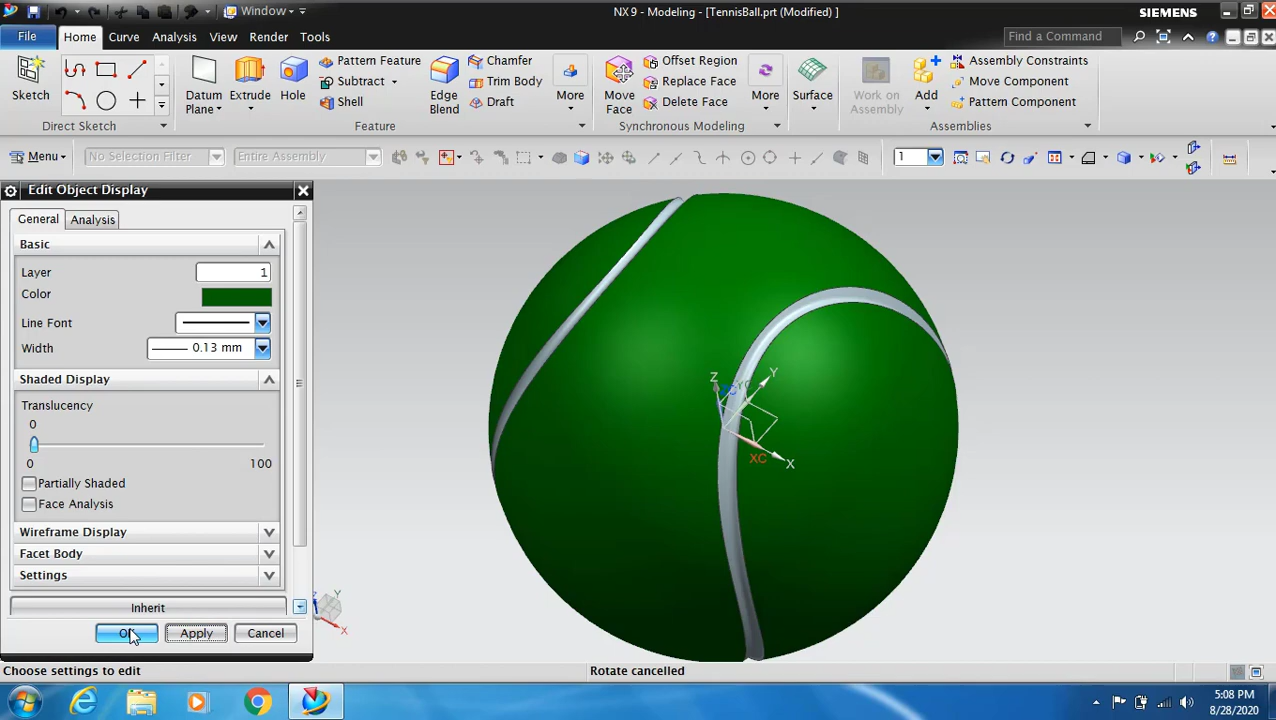 Window
NX 9 - Modeling - [TennisBall.prt (Modified) ]
SIEMENS
File
Home
Curve
Analysis
View
Render
Tools
Find a Command
Sketch
Direct Sketch
Datum Plane
Extrude
Hole
Pattern Feature
Subtract
Shell
Edge Blend
Chamfer
Trim Body
Draft
More
Feature
Move Face
Offset Region
Replace Face
Delete Face
More
Synchronous Modeling
Surface
Work on Assembly
Add
Assembly Constraints
Move Component
Pattern Component
Assemblies
Menu
No Selection Filter
Entire Assembly
1
Edit Object Display
General
Analysis
Basic
Layer
1
Color
Line Font
Width
0.13 mm
Shaded Display
Translucency
0
0
100
Partially Shaded
Face Analysis
Wireframe Display
Facet Body
Settings
Inherit
Apply
Cancel
Z
Y
XC
X
Y
X
Choose settings to edit
Rotate cancelled
5:08 PM
8/28/2020